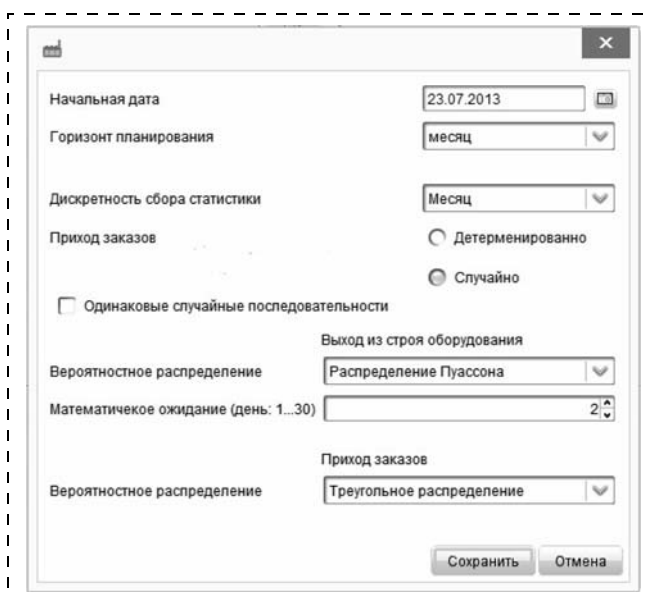 Начальная дата 23.07.2013
Горизонт планирования месяц
Дискретность сбора статистики Месяц
Приход заказов Детерменированно
Случайно
Одинаковые случайные последовательности
Выход из строя оборудования
Вероятностное распределение Распределение Пуассона
Математичекое ожидание (день: 1...30) 2
Приход заказов
Вероятностное распределение Треугольное распределение
Сохранить Отмена